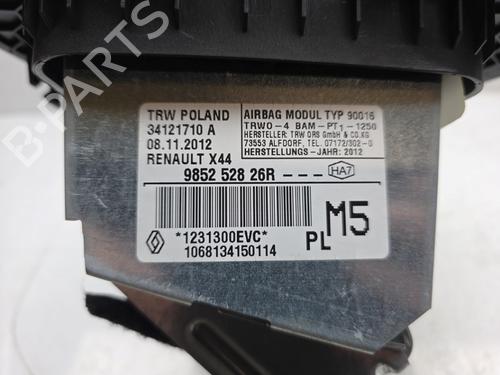 TRW POLAND
34121710 A
08.11.2012
RENAULT X44
AIRBAG MODUL TYP 90016
TRWO-4 BAM-PT1-1250
HERSTELLER: TRW ORS GmbH & CO.KG
73553 ALFDORF, TEL. 07172/302-0
HERSTELLUNGS-JAHR: 2012
9852 528 26R --- HA7
*1231300EVC*
1068134150114
PL M5
B-PARTS